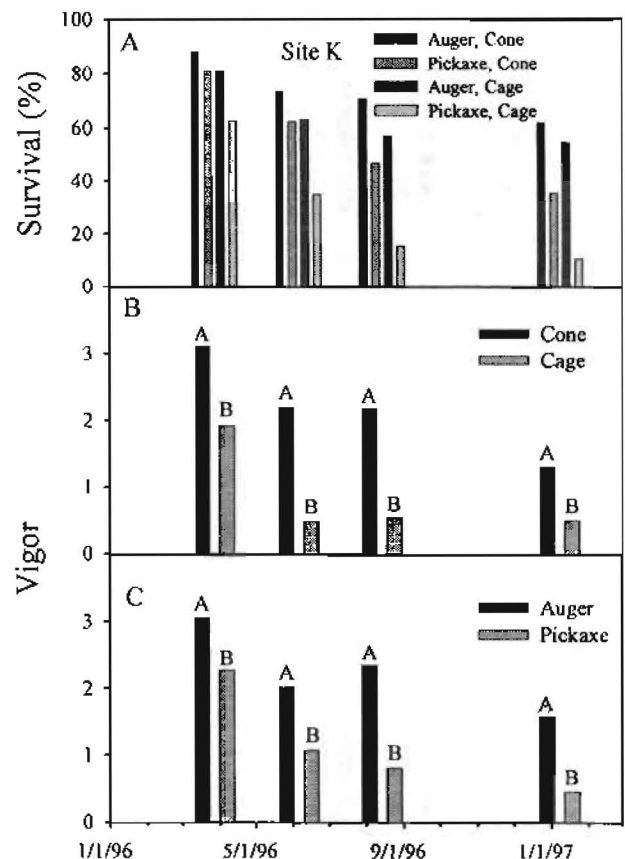 100
A
Site K
Auger, Cone
Pickaxe, Cone
Auger, Cage
Pickaxe, Cage
80
60
40
20
0
Survival (%)
B
Cone
Cage
3
2
1
0
A
B
A
B
A
B
A
B
Vigor
C
Auger
Pickaxe
3
2
1
0
A
B
A
B
A
B
A
B
1/1/96
5/1/96
9/1/96
1/1/97